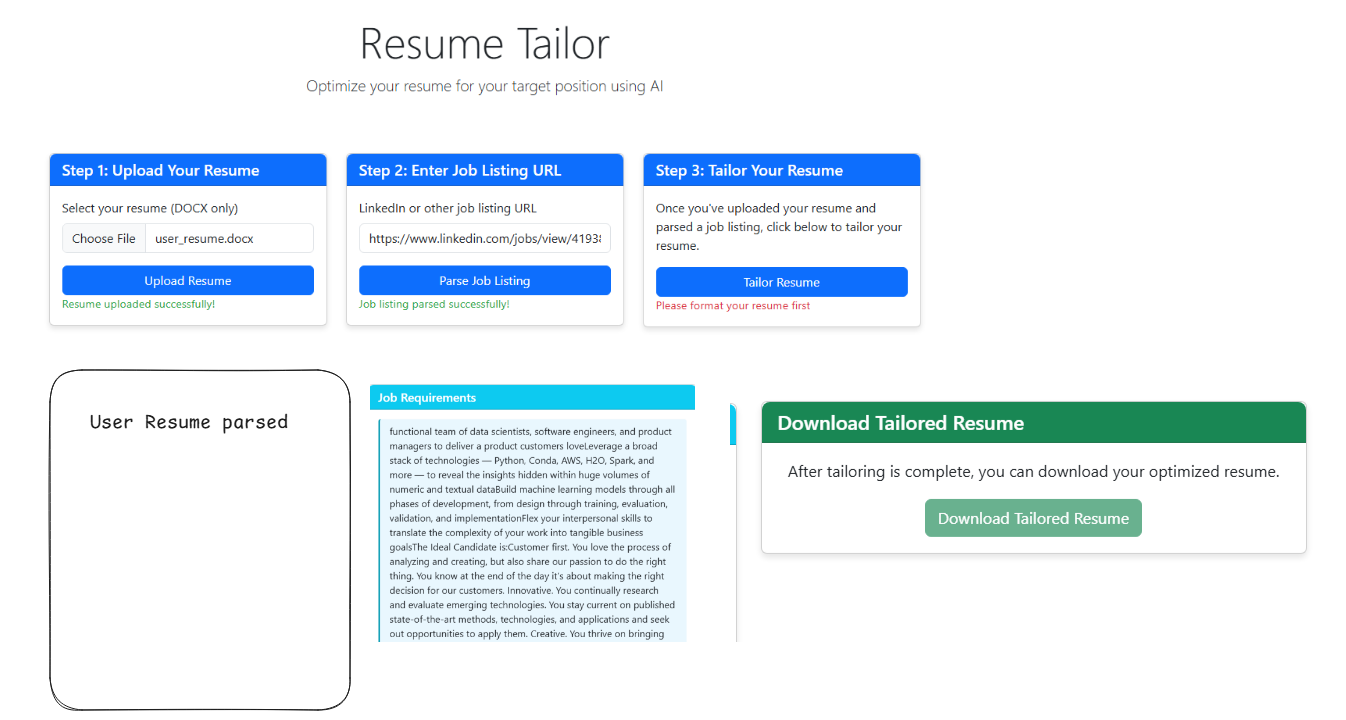 Resume Tailor
Optimize your resume for your target position using AI
Step 1: Upload Your Resume
Select your resume (DOCX only)
Choose File user_resume.docx
Upload Resume
Resume uploaded successfully!
Step 2: Enter Job Listing URL
LinkedIn or other job listing URL
https://www.linkedin.com/jobs/view/4193
Parse Job Listing
Job listing parsed successfully!
Step 3: Tailor Your Resume
Once you've uploaded your resume and
parsed a job listing, click below to tailor your
resume.
Tailor Resume
Please format your resume first
User Resume parsed
Job Requirements
functional team of data scientists, software engineers, and product
managers to deliver a product customers loveLeverage a broad
stack of technologies — Python, Conda, AWS, H2O, Spark, and
more — to reveal the insights hidden within huge volumes of
numeric and textual dataBuild machine learning models through all
phases of development, from design through training, evaluation,
validation, and implementationFlex your interpersonal skills to
translate the complexity of your work into tangible business
goalsThe Ideal Candidate is:Customer first. You love the process of
analyzing and creating, but also share our passion to do the right
thing. You know at the end of the day it's about making the right
decision for our customers. Innovative. You continually research
and evaluate emerging technologies. You stay current on published
state-of-the-art methods, technologies, and applications and seek
out opportunities to apply them. Creative. You thrive on bringing
Download Tailored Resume
After tailoring is complete, you can download your optimized resume.
Download Tailored Resume